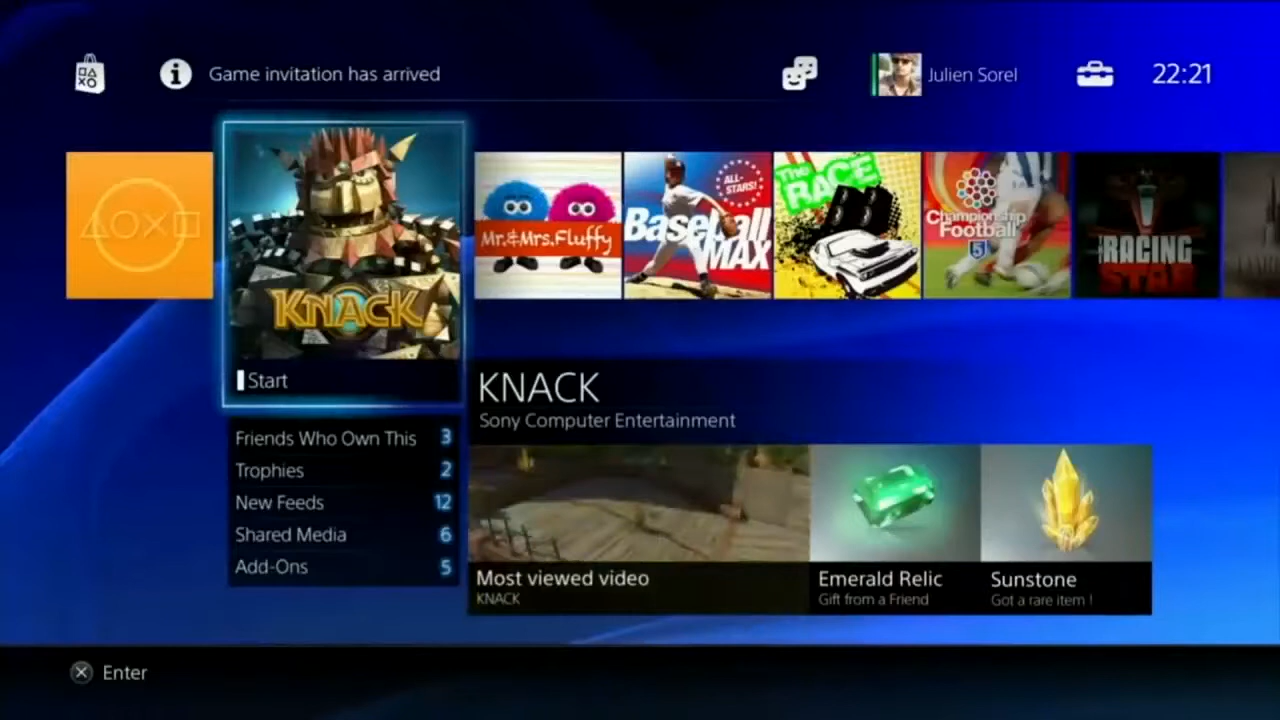 Game invitation has arrived
Julien Sorel
22:21
KNACK
Mr.&Mrs.Fluffy
ALL-
STARS!
Baseball
MAX
The
RACE
Championship
Football
5
RACING
STAR
Start
KNACK
Sony Computer Entertainment
Friends Who Own This 3
Trophies 2
New Feeds 12
Shared Media 6
Add-Ons 5
Most viewed video
KNACK
Emerald Relic
Gift from a Friend
Sunstone
Got a rare item !
Enter